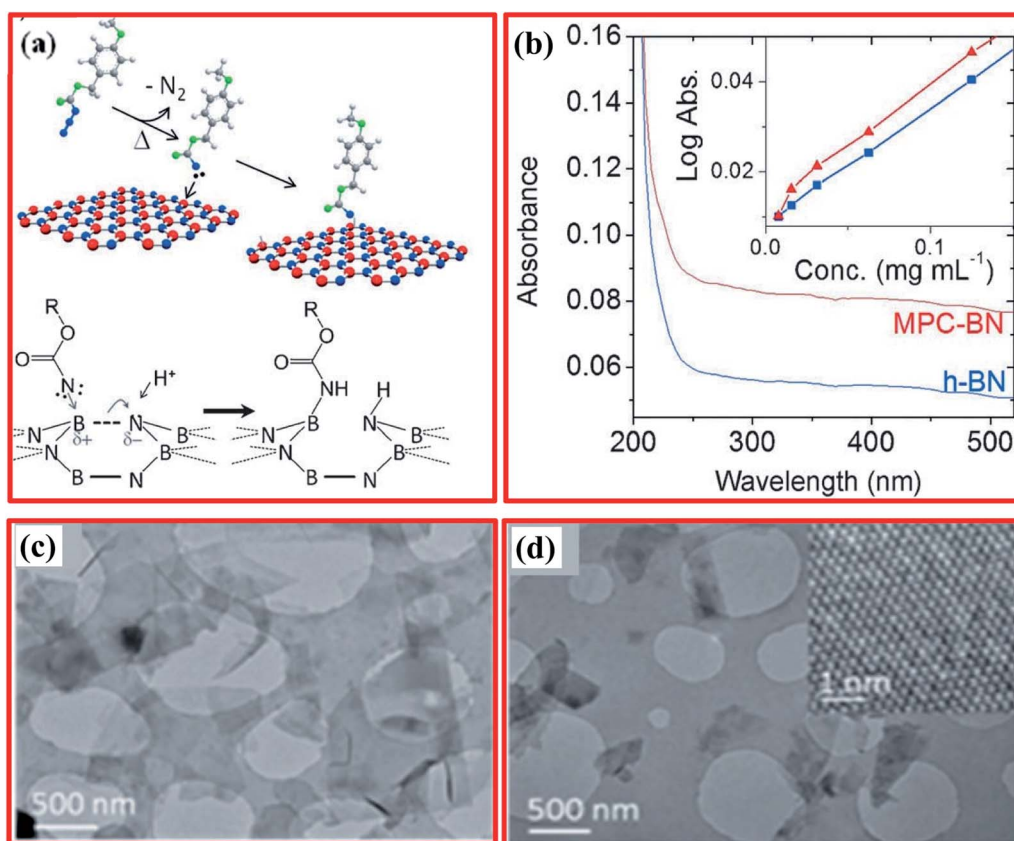 (a)
- N₂
Δ
R
O
O
N
H⁺
N
B
N
B
δ+
δ−
N
N
B
B
N
R
O
O
NH
H
N
B
N
B
N
B
B
N
(b)
0.16
0.14
0.12
0.10
0.08
0.06
Absorbance
200
300
400
500
Wavelength (nm)
MPC-BN
h-BN
Log Abs.
0.04
0.02
0.0
0.1
Conc. (mg mL⁻¹)
(c)
500 nm
(d)
1 nm
500 nm